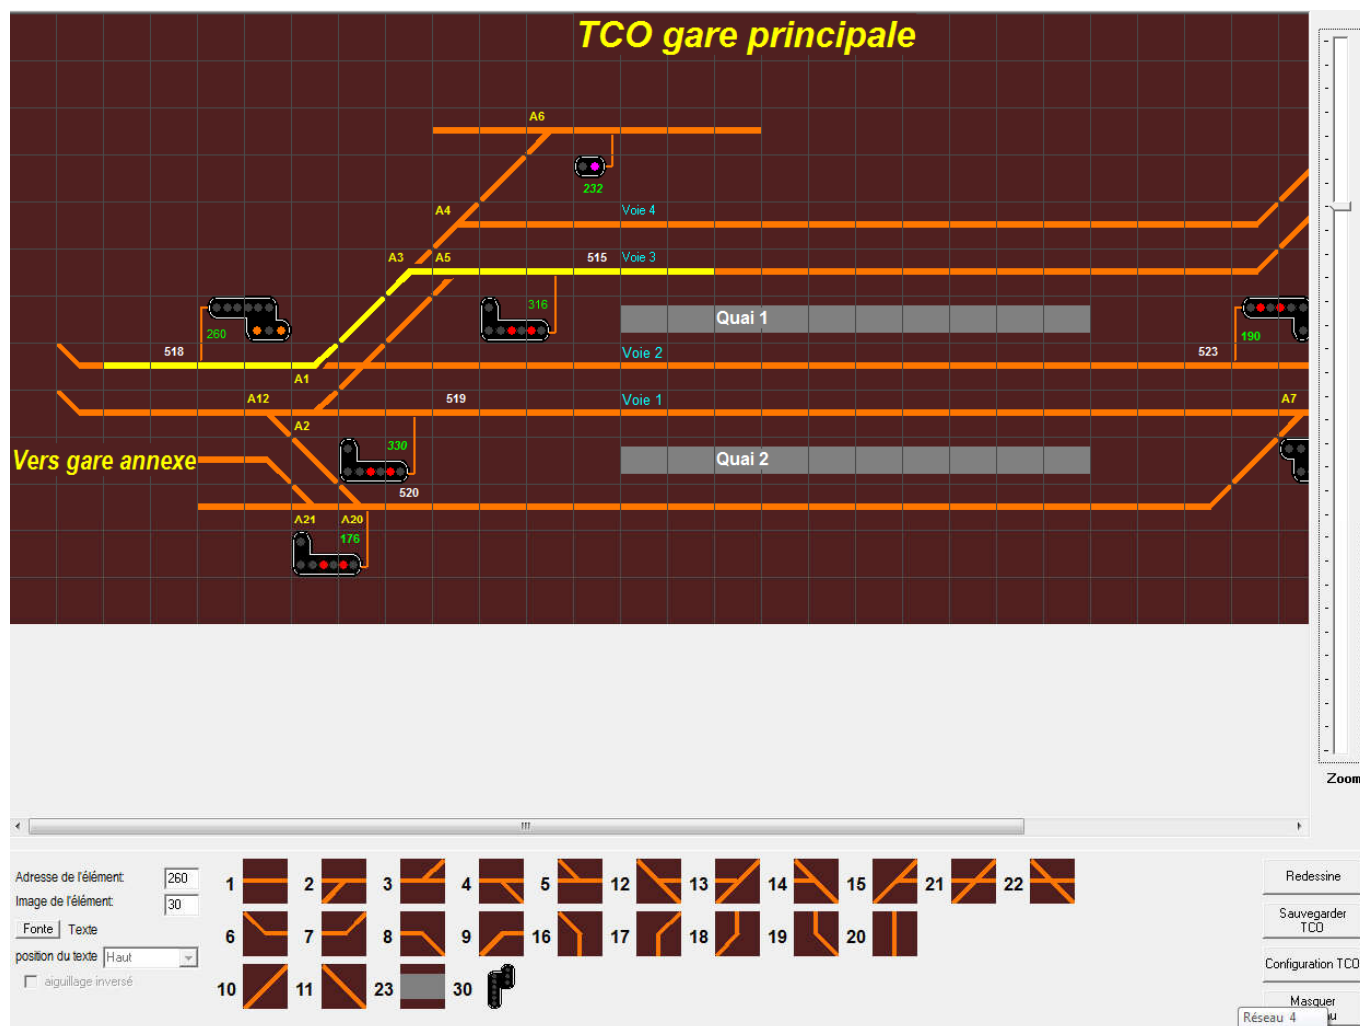 TCO gare principale
A6
232
A4
Voie 4
A3
A5
515
Voie 3
316
Quai 1
260
190
518
Voie 2
523
A1
A12
519
Voie 1
A7
A2
330
Vers gare annexe
Quai 2
520
A21
A20
176
Zoom
Adresse de l'élément:
260
Image de l'élément:
30
Fonte
Texte
position du texte
Haut
aiguillage inversé
1
2
3
4
5
12
13
14
15
21
22
6
7
8
9
16
17
18
19
20
10
11
23
30
Redessine
Sauvegarder
TCO
Configuration TCO
Masquer
Réseau 4